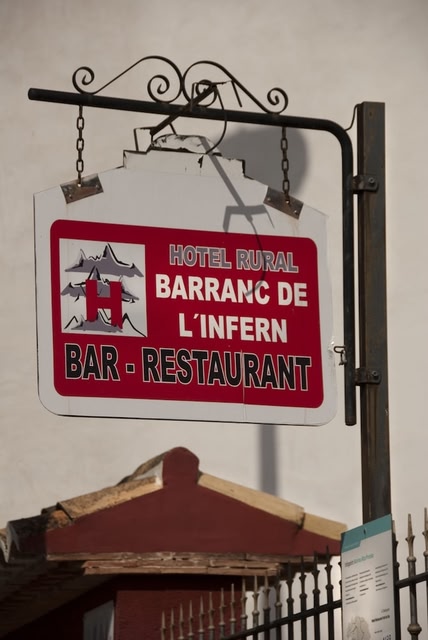 H
HOTEL RURAL
BARRANC DE
L´INFERN
BAR - RESTAURANT